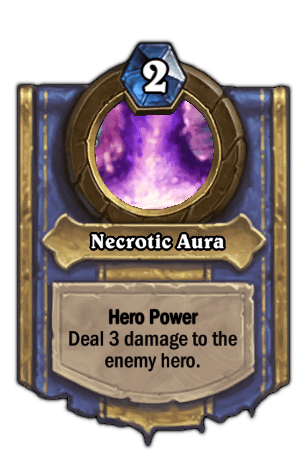 2
Necrotic Aura
Hero Power
Deal 3 damage to the
enemy hero.